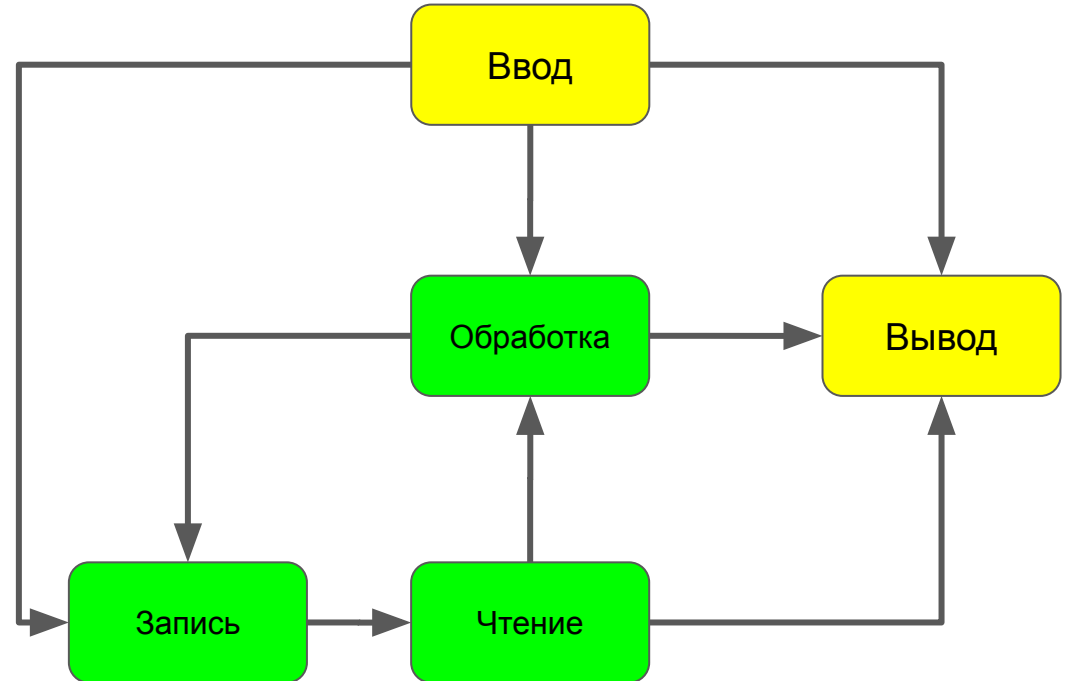 Ввод
Обработка
Вывод
Запись
Чтение